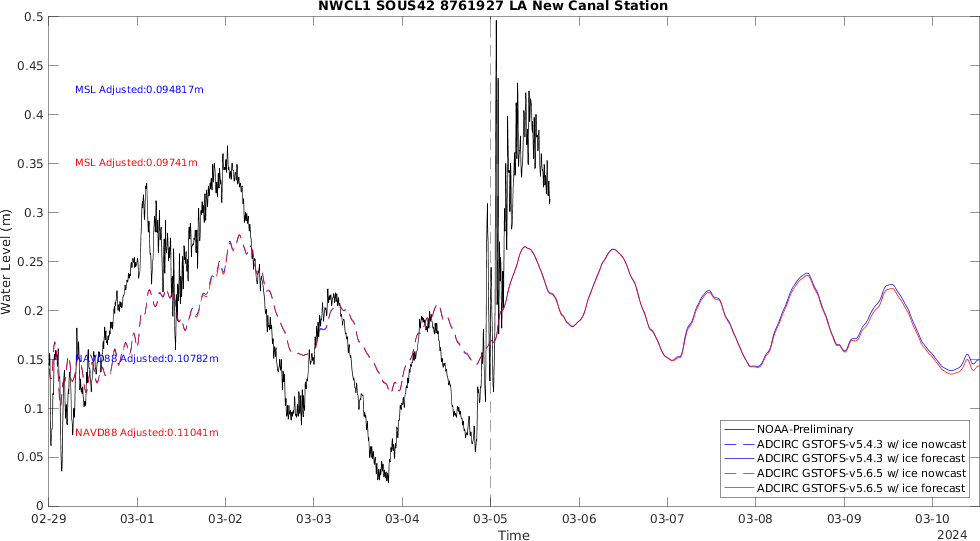 NWCL1 SOUS42 8761927 LA New Canal Station
0.5
0.45
0.4
0.35
0.3
0.25
0.2
0.15
0.1
0.05
0
Water Level (m)
MSL Adjusted:0.094817m
MSL Adjusted:0.09741m
NAVD88 Adjusted:0.10782m
NAVD88 Adjusted:0.11041m
NOAA-Preliminary
ADCIRC GSTOFS-v5.4.3 w/ ice nowcast
ADCIRC GSTOFS-v5.4.3 w/ ice forecast
ADCIRC GSTOFS-v5.6.5 w/ ice nowcast
ADCIRC GSTOFS-v5.6.5 w/ ice forecast
02-29 03-01 03-02 03-03 03-04 03-05 03-06 03-07 03-08 03-09 03-10
Time
2024